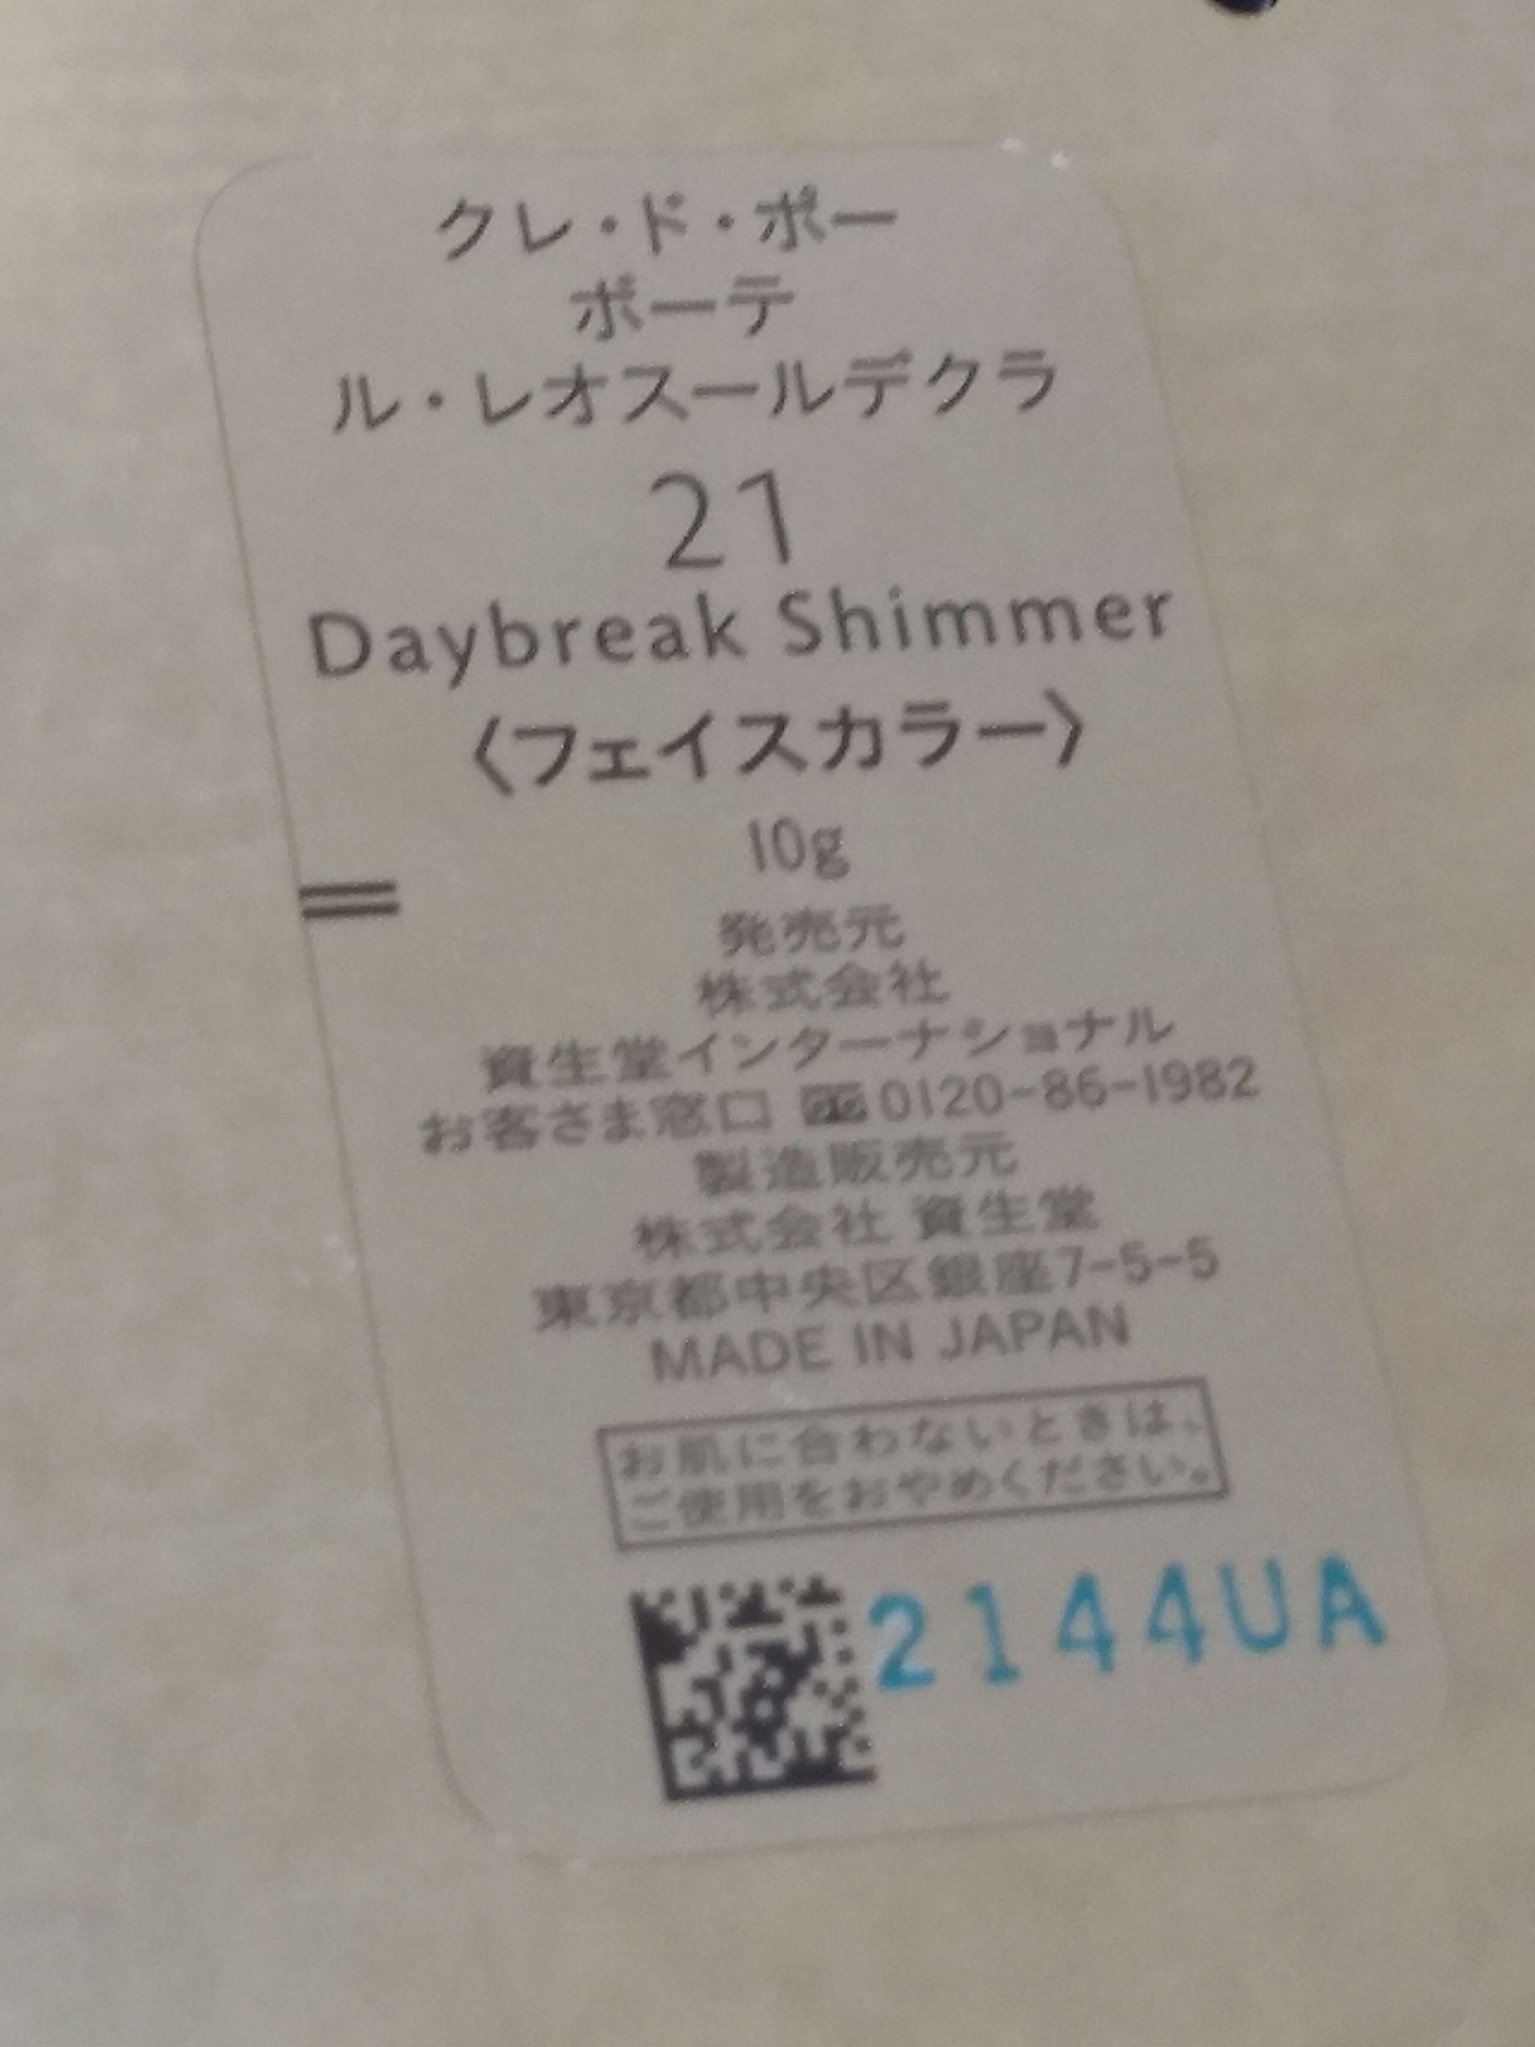 クレ・ド・ポー
ボーテ
ル・レオスールデクラ
21
Daybreak Shimmer
〈フェイスカラー〉
10g
発売元
株式会社
資生堂インターナショナル
お客さま窓口 0120-86-1982
製造販売元
株式会社 資生堂
東京都中央区銀座7-5-5
MADE IN JAPAN
お肌に合わないときは、
ご使用をおやめください。
2144UA